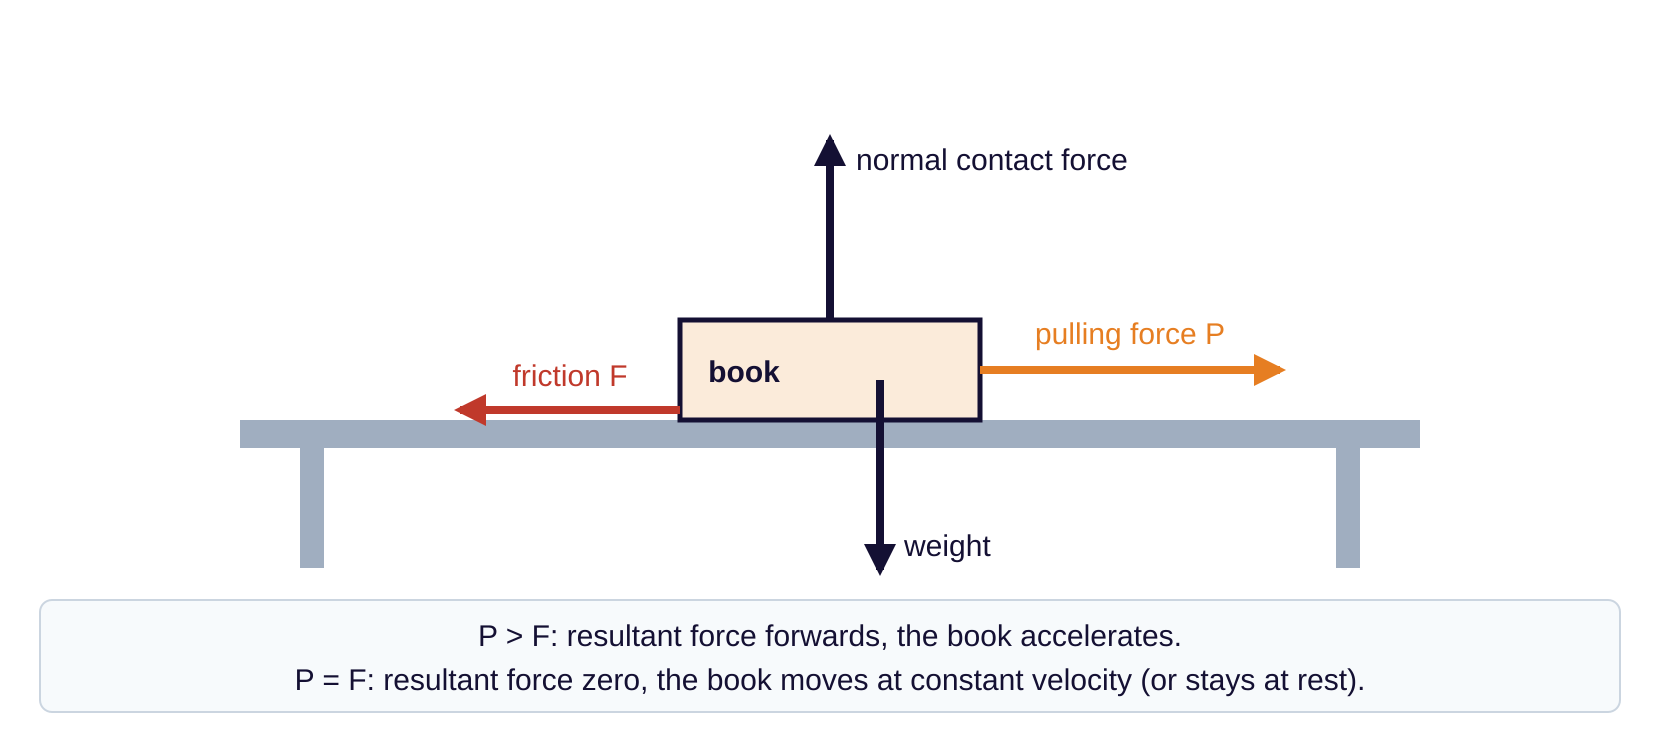 normal contact force
pulling force P
friction F
book
weight
P > F: resultant force forwards, the book accelerates.
P = F: resultant force zero, the book moves at constant velocity (or stays at rest).